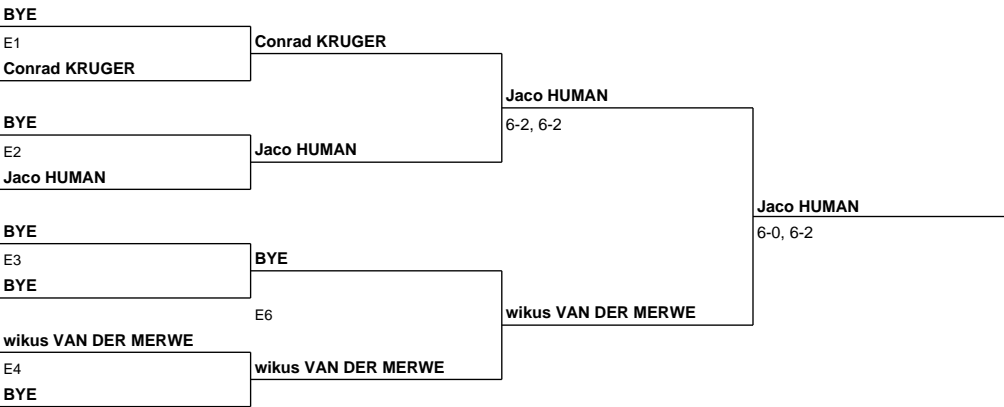 BYE
E1
Conrad KRUGER
Conrad KRUGER
Jaco HUMAN
6-2, 6-2
BYE
E2
Jaco HUMAN
Jaco HUMAN
Jaco HUMAN
6-0, 6-2
BYE
E3
BYE
BYE
E6
wikus VAN DER MERWE
wikus VAN DER MERWE
E4
wikus VAN DER MERWE
BYE